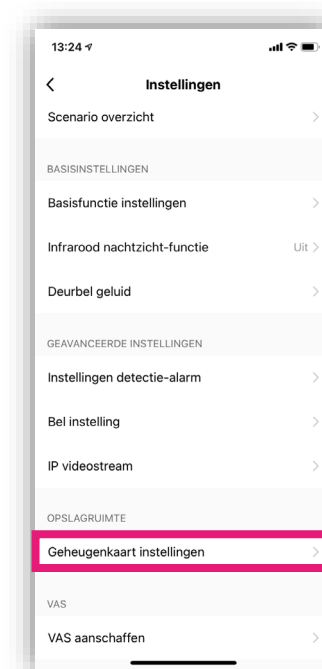 13:24
Instellingen
Scenario overzicht
BASISINSTELLINGEN
Basisfunctie instellingen
Infrarood nachtzicht-functie Uit
Deurbel geluid
GEAVANCEERDE INSTELLINGEN
Instellingen detectie-alarm
Bel instelling
IP videostream
OPSLAGRUIMTE
Geheugenkaart instellingen
VAS
VAS aanschaffen